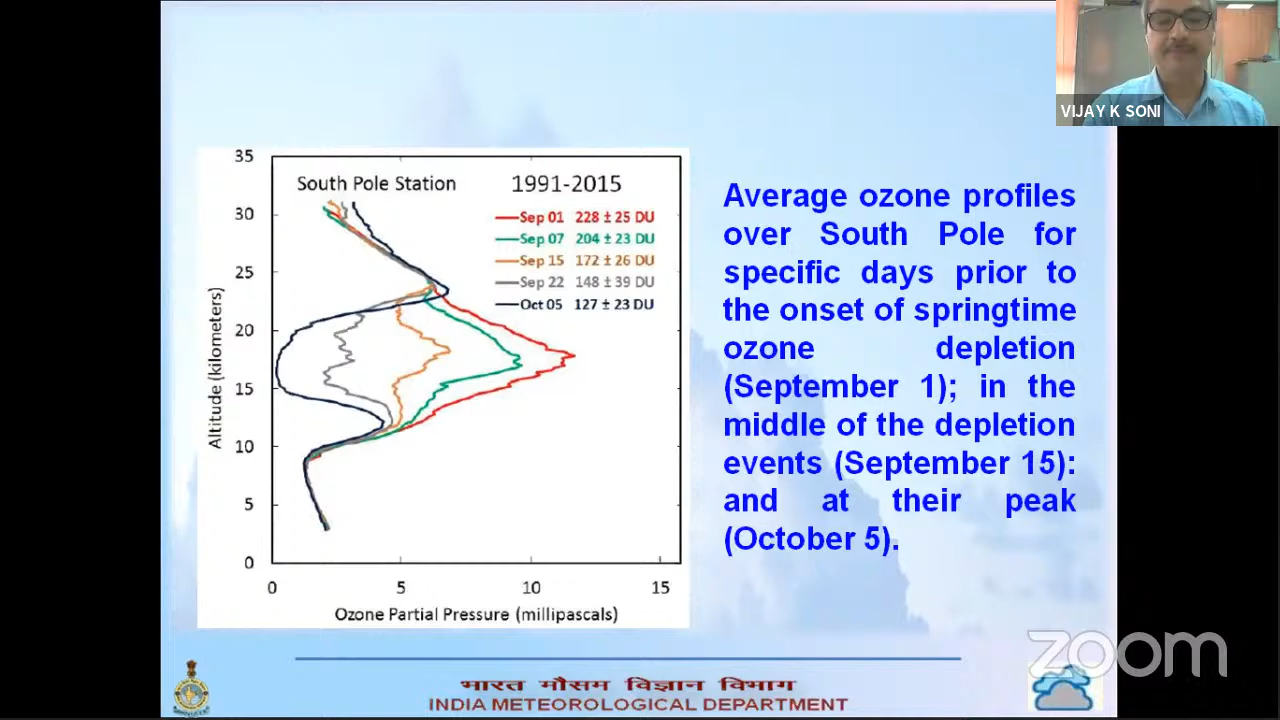 VIJAY K SONI
South Pole Station 1991-2015
Sep 01 228 ± 25 DU
Sep 07 204 ± 23 DU
Sep 15 172 ± 26 DU
Sep 22 148 ± 39 DU
Oct 05 127 ± 23 DU
35
30
25
20
15
10
5
0
Altitude (kilometers)
0 5 10 15
Ozone Partial Pressure (millipascals)
Average ozone profiles
over South Pole for
specific days prior to
the onset of springtime
ozone depletion
(September 1); in the
middle of the depletion
events (September 15):
and at their peak
(October 5).
zoom
भारत मौसम विज्ञान विभाग
INDIA METEOROLOGICAL DEPARTMENT